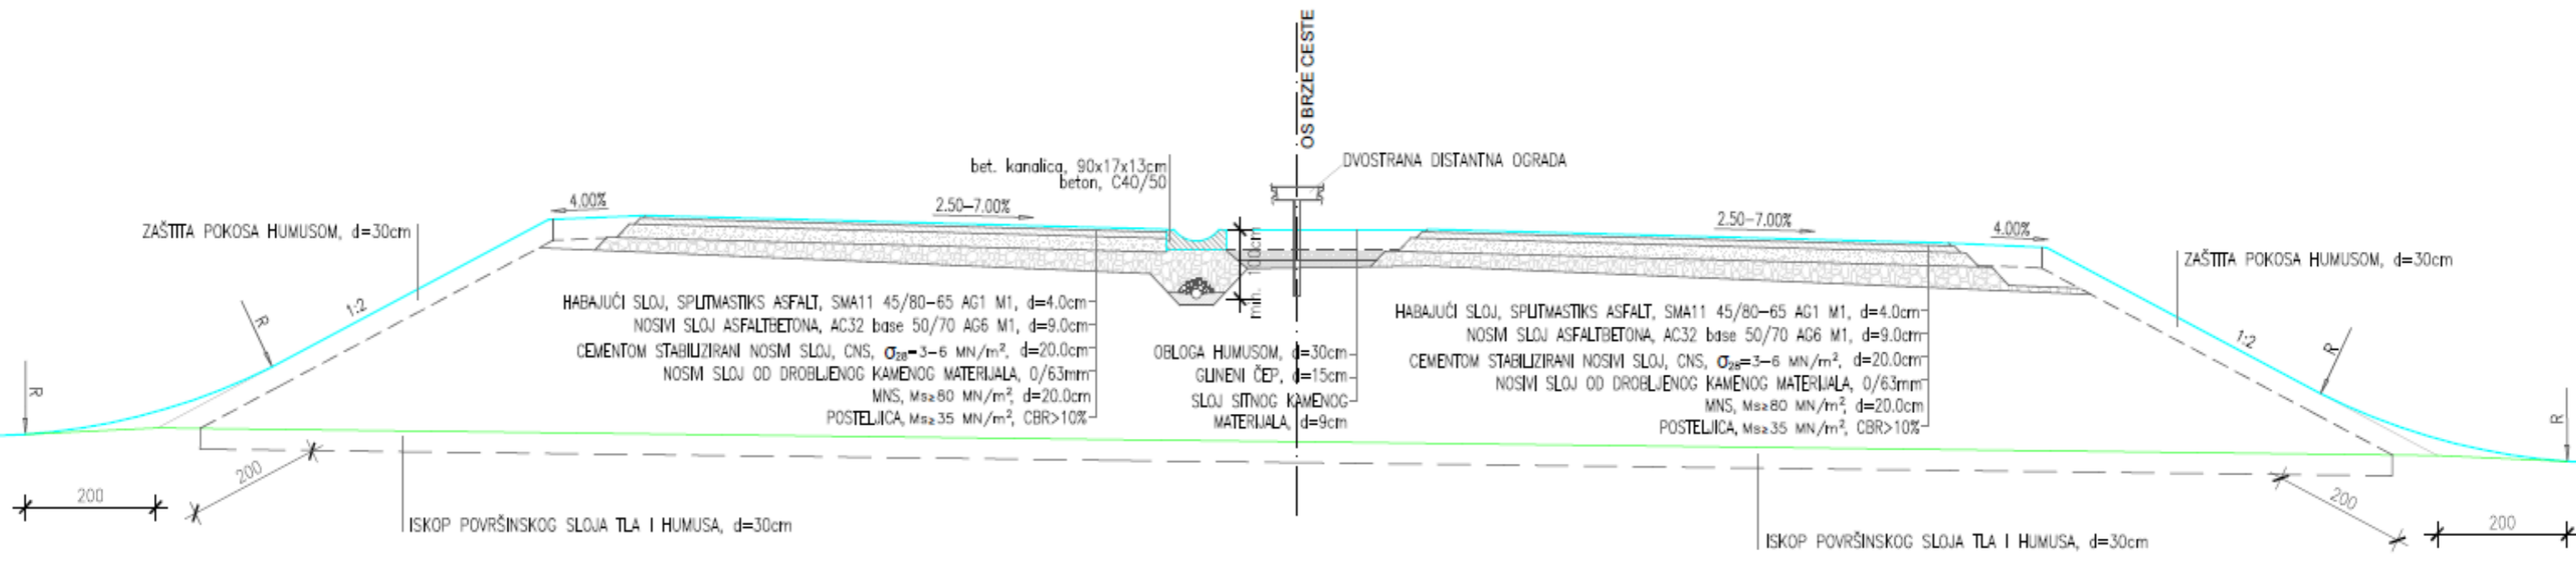 OS BRZE CESTE
DVOSTRANA DISTANTNA OGRADA
bet. kanalica, 90x17x13cm
beton, C40/50
4.00%
2.50-7.00%
2.50-7.00%
4.00%
ZAŠTITA POKOSA HUMUSOM, d=30cm
ZAŠTITA POKOSA HUMUSOM, d=30cm
1:2
R
R
min. 100cm
1:2
R
R
HABAJUĆI SLOJ, SPLITMASTIKS ASFALT, SMA11 45/80-65 AG1 M1, d=4.0cm
NOSIVI SLOJ ASFALTBETONA, AC32 base 50/70 AG6 M1, d=9.0cm
CEMENTOM STABILIZIRANI NOSIVI SLOJ, CNS, σ₂₈=3-6 MN/m², d=20.0cm
NOSIVI SLOJ OD DROBLJENOG KAMENOG MATERIJALA, 0/63mm
MNS, Ms≥80 MN/m², d=20.0cm
POSTELJICA, Ms≥35 MN/m², CBR>10%
OBLOGA HUMUSOM, d=30cm
GLINENI ČEP, d=15cm
SLOJ SITNOG KAMENOG
MATERIJALA, d=9cm
HABAJUĆI SLOJ, SPLITMASTIKS ASFALT, SMA11 45/80-65 AG1 M1, d=4.0cm
NOSIVI SLOJ ASFALTBETONA, AC32 base 50/70 AG6 M1, d=9.0cm
CEMENTOM STABILIZIRANI NOSIVI SLOJ, CNS, σ₂₈=3-6 MN/m², d=20.0cm
NOSIVI SLOJ OD DROBLJENOG KAMENOG MATERIJALA, 0/63mm
MNS, Ms≥80 MN/m², d=20.0cm
POSTELJICA, Ms≥35 MN/m², CBR>10%
200
200
200
200
ISKOP POVRŠINSKOG SLOJA TLA I HUMUSA, d=30cm
ISKOP POVRŠINSKOG SLOJA TLA I HUMUSA, d=30cm